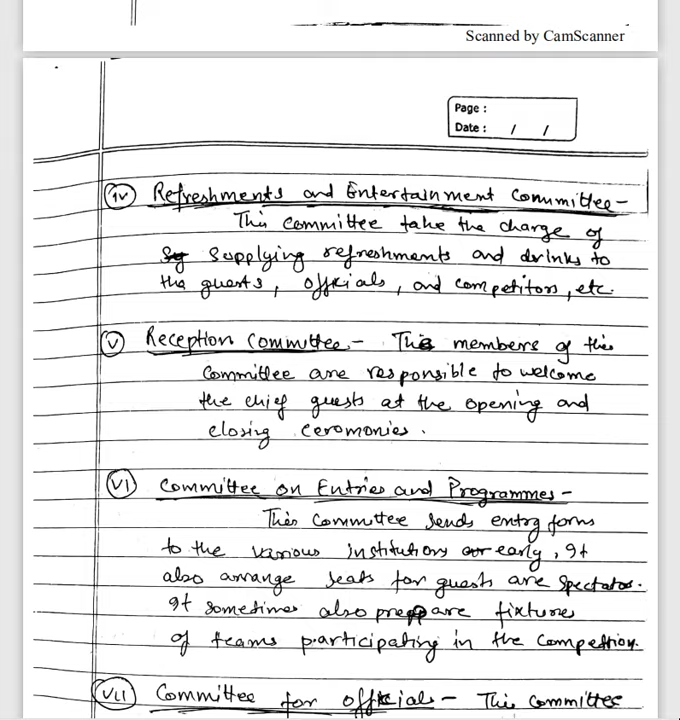 Scanned by CamScanner
Page :
Date : / /
(iv) Refreshments and Entertainment Committee -
This committee take the charge of
supplying refreshments and drinks to
the guests, officials, and competitors, etc.
(v) Reception Committee - The members of this
Committee are responsible to welcome
the chief guests at the opening and
closing ceromonies.
(vi) Committee on Entries and Programmes -
This Committee sends entry forms
to the various institutions early, It
also arrange seats for guests are Spectators.
It sometimes also prepare fixtures
of teams participating in the Competition.
(vii) Committee for officials - This Committee